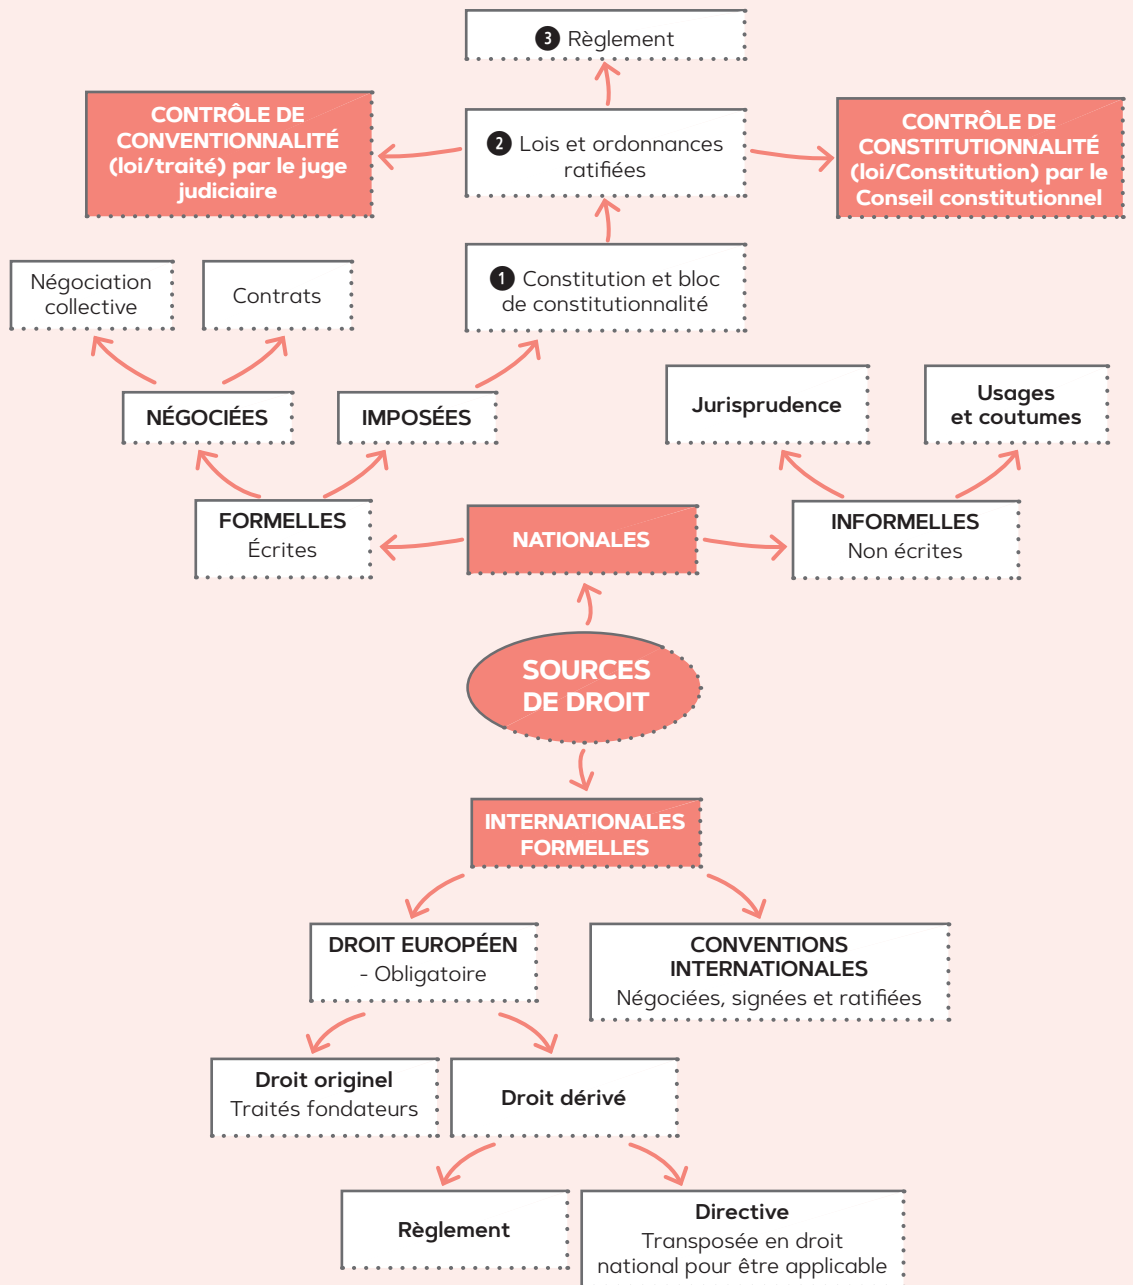 ❸ Règlement
CONTRÔLE DE
CONVENTIONNALITÉ
(loi/traité) par le juge
judiciaire
❷ Lois et ordonnances
ratifiées
CONTRÔLE DE
CONSTITUTIONNALITÉ
(loi/Constitution) par le
Conseil constitutionnel
Négociation
collective
Contrats
❶ Constitution et bloc
de constitutionnalité
NÉGOCIÉES
IMPOSÉES
Jurisprudence
Usages
et coutumes
FORMELLES
Écrites
NATIONALES
INFORMELLES
Non écrites
SOURCES
DE DROIT
INTERNATIONALES
FORMELLES
DROIT EUROPÉEN
- Obligatoire
CONVENTIONS
INTERNATIONALES
Négociées, signées et ratifiées
Droit originel
Traités fondateurs
Droit dérivé
Règlement
Directive
Transposée en droit
national pour être applicable